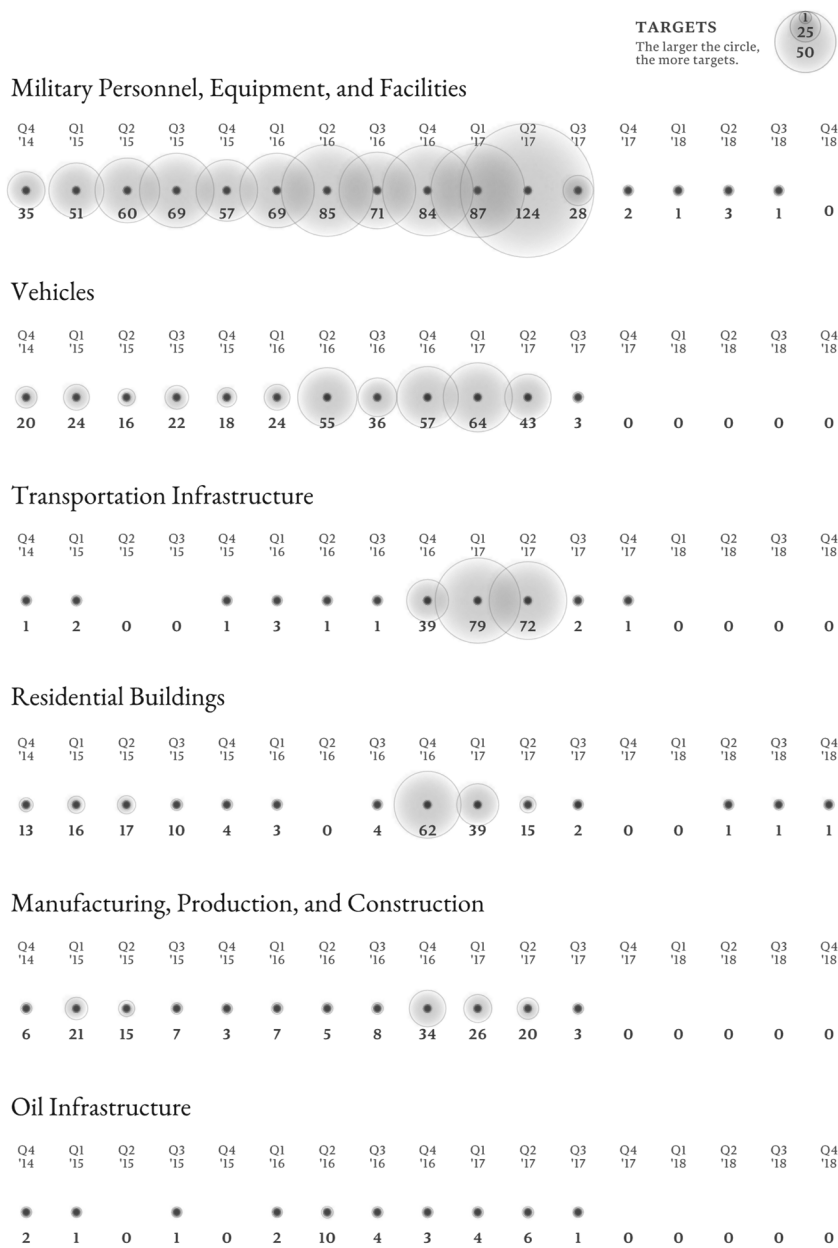 TARGETS
The larger the circle,
the more targets.
1
25
50
Military Personnel, Equipment, and Facilities
Q4 Q1 Q2 Q3 Q4 Q1 Q2 Q3 Q4 Q1 Q2 Q3 Q4 Q1 Q2 Q3 Q4
'14 '15 '15 '15 '15 '16 '16 '16 '16 '17 '17 '17 '17 '18 '18 '18 '18
35 51 60 69 57 69 85 71 84 87 124 28 2 1 3 1 0
Vehicles
Q4 Q1 Q2 Q3 Q4 Q1 Q2 Q3 Q4 Q1 Q2 Q3 Q4 Q1 Q2 Q3 Q4
'14 '15 '15 '15 '15 '16 '16 '16 '16 '17 '17 '17 '17 '18 '18 '18 '18
20 24 16 22 18 24 55 36 57 64 43 3 0 0 0 0 0
Transportation Infrastructure
Q4 Q1 Q2 Q3 Q4 Q1 Q2 Q3 Q4 Q1 Q2 Q3 Q4 Q1 Q2 Q3 Q4
'14 '15 '15 '15 '15 '16 '16 '16 '16 '17 '17 '17 '17 '18 '18 '18 '18
1 2 0 0 1 3 1 1 39 79 72 2 1 0 0 0 0
Residential Buildings
Q4 Q1 Q2 Q3 Q4 Q1 Q2 Q3 Q4 Q1 Q2 Q3 Q4 Q1 Q2 Q3 Q4
'14 '15 '15 '15 '15 '16 '16 '16 '16 '17 '17 '17 '17 '18 '18 '18 '18
13 16 17 10 4 3 0 4 62 39 15 2 0 0 1 1 1
Manufacturing, Production, and Construction
Q4 Q1 Q2 Q3 Q4 Q1 Q2 Q3 Q4 Q1 Q2 Q3 Q4 Q1 Q2 Q3 Q4
'14 '15 '15 '15 '15 '16 '16 '16 '16 '17 '17 '17 '17 '18 '18 '18 '18
6 21 15 7 3 7 5 8 34 26 20 3 0 0 0 0 0
Oil Infrastructure
Q4 Q1 Q2 Q3 Q4 Q1 Q2 Q3 Q4 Q1 Q2 Q3 Q4 Q1 Q2 Q3 Q4
'14 '15 '15 '15 '15 '16 '16 '16 '16 '17 '17 '17 '17 '18 '18 '18 '18
2 1 0 1 0 2 10 4 3 4 6 1 0 0 0 0 0